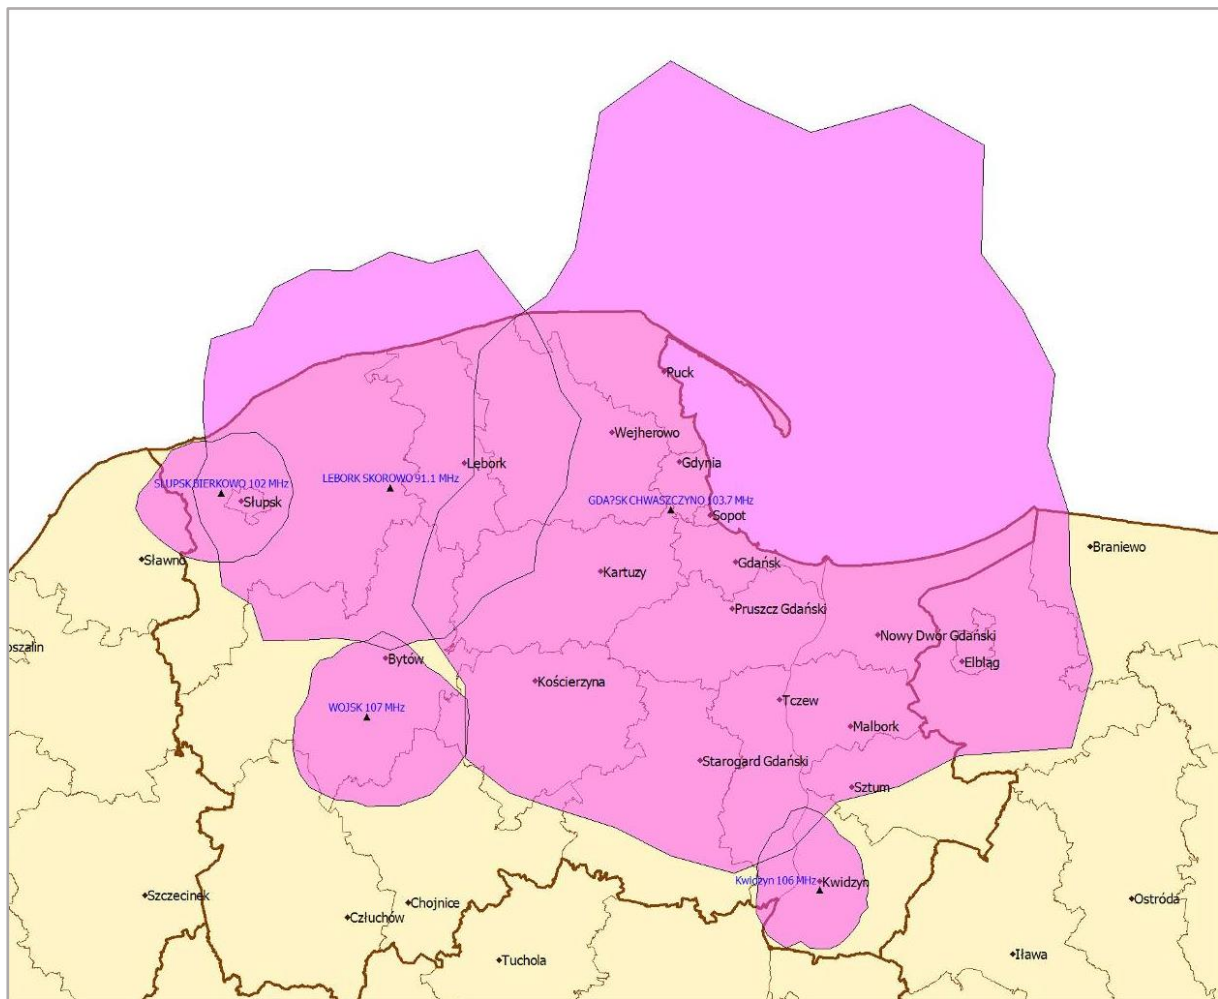 Puck
Wejherowo
Gdynia
Lębork
LEBORK SKOROWO 91.1 MHz
SLUPSK BIERKOWO 102 MHz
Słupsk
GDA?SK CHWASZCZYNO 103.7 MHz
Sopot
Braniewo
Sławno
Gdańsk
Kartuzy
Pruszcz Gdański
Nowy Dwór Gdański
oszalin
Bytów
Elbląg
Kościerzyna
Tczew
WOJSK 107 MHz
Malbork
Starogard Gdański
Sztum
Kwidzyn 106 MHz
Kwidzyn
Szczecinek
Chojnice
Ostróda
Człuchów
Tuchola
Iława